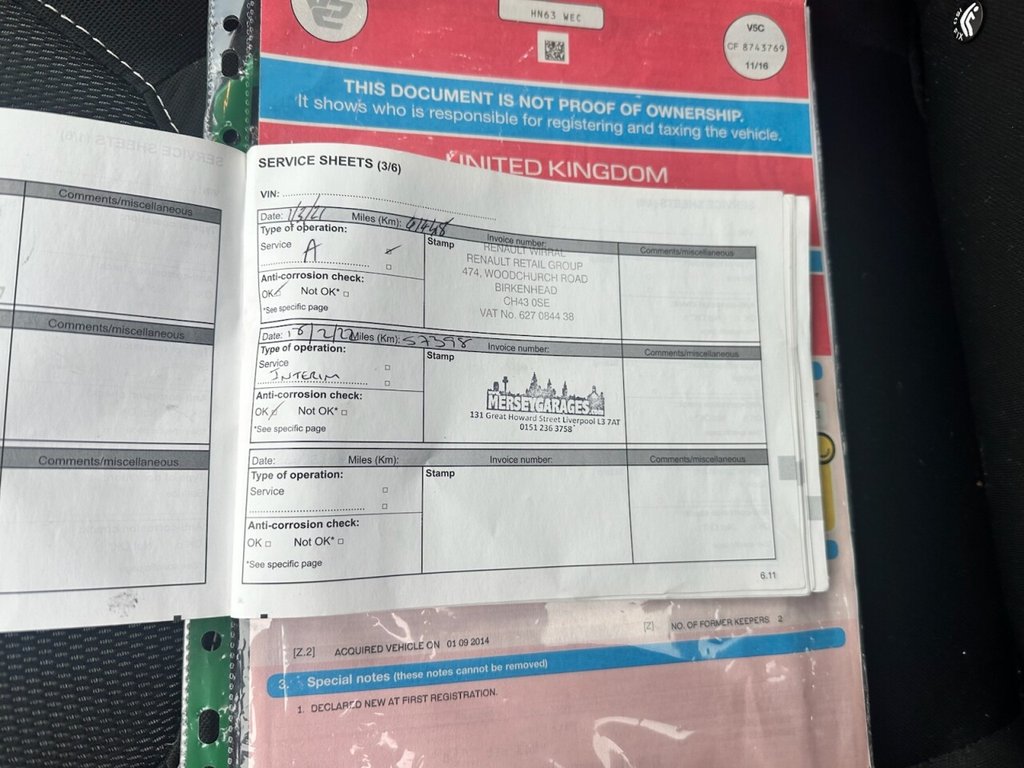 HN63 WEC
V5C
CF 8743769
11/16
THIS DOCUMENT IS NOT PROOF OF OWNERSHIP.
It shows who is responsible for registering and taxing the vehicle.
UNITED KINGDOM
Comments/miscellaneous
Comments/miscellaneous
Comments/miscellaneous
SERVICE SHEETS (3/6)
VIN:
Date: 1/3/21 Miles (Km): Invoice number: Comments/miscellaneous
Type of operation:
Service A
Anti-corrosion check:
OK Not OK*
*See specific page
Stamp
RENAULT WIRRAL
RENAULT RETAIL GROUP
474, WOODCHURCH ROAD
BIRKENHEAD
CH43 0SE
VAT No. 627 0844 38
Date: 18/2/22 Miles (Km): 57398 Invoice number: Comments/miscellaneous
Type of operation:
Service
INTERIM
Anti-corrosion check:
OK Not OK*
*See specific page
Stamp
MERSEYGARAGES
131 Great Howard Street Liverpool L3 7AT
0151 236 3758
Date: Miles (Km): Invoice number: Comments/miscellaneous
Type of operation:
Service
Anti-corrosion check:
OK Not OK*
*See specific page
Stamp
6.11
[Z] NO. OF FORMER KEEPERS 2
[Z.2] ACQUIRED VEHICLE ON 01 09 2014
3. Special notes (these notes cannot be removed)
1. DECLARED NEW AT FIRST REGISTRATION.